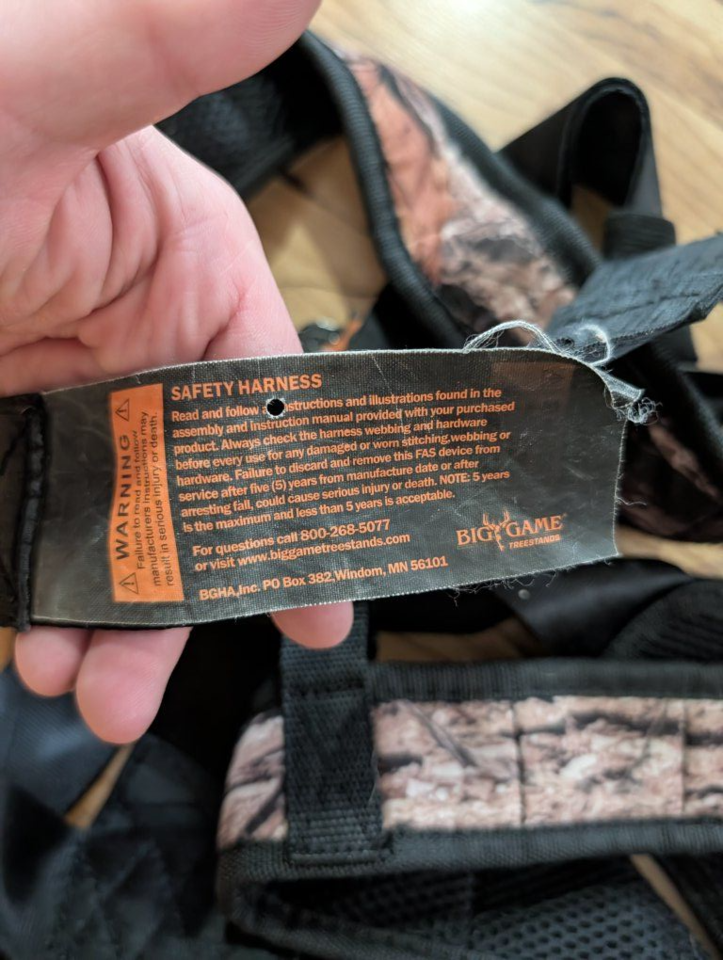 WARNING
Failure to read and follow
manufacturers instructions may
result in serious injury or death.
SAFETY HARNESS
Read and follow structions and illustrations found in the
assembly and instruction manual provided with your purchased
product. Always check the harness webbing and hardware
before every use for any damaged or worn stitching,webbing or
hardware. Failure to discard and remove this FAS device from
service after five (5) years from manufacture date or after
arresting fall, could cause serious injury or death. NOTE: 5 years
is the maximum and less than 5 years is acceptable.
For questions call 800-268-5077
or visit www.biggametreestands.com
BGHA,Inc. PO Box 382,Windom, MN 56101
BIG GAME®
TREESTANDS